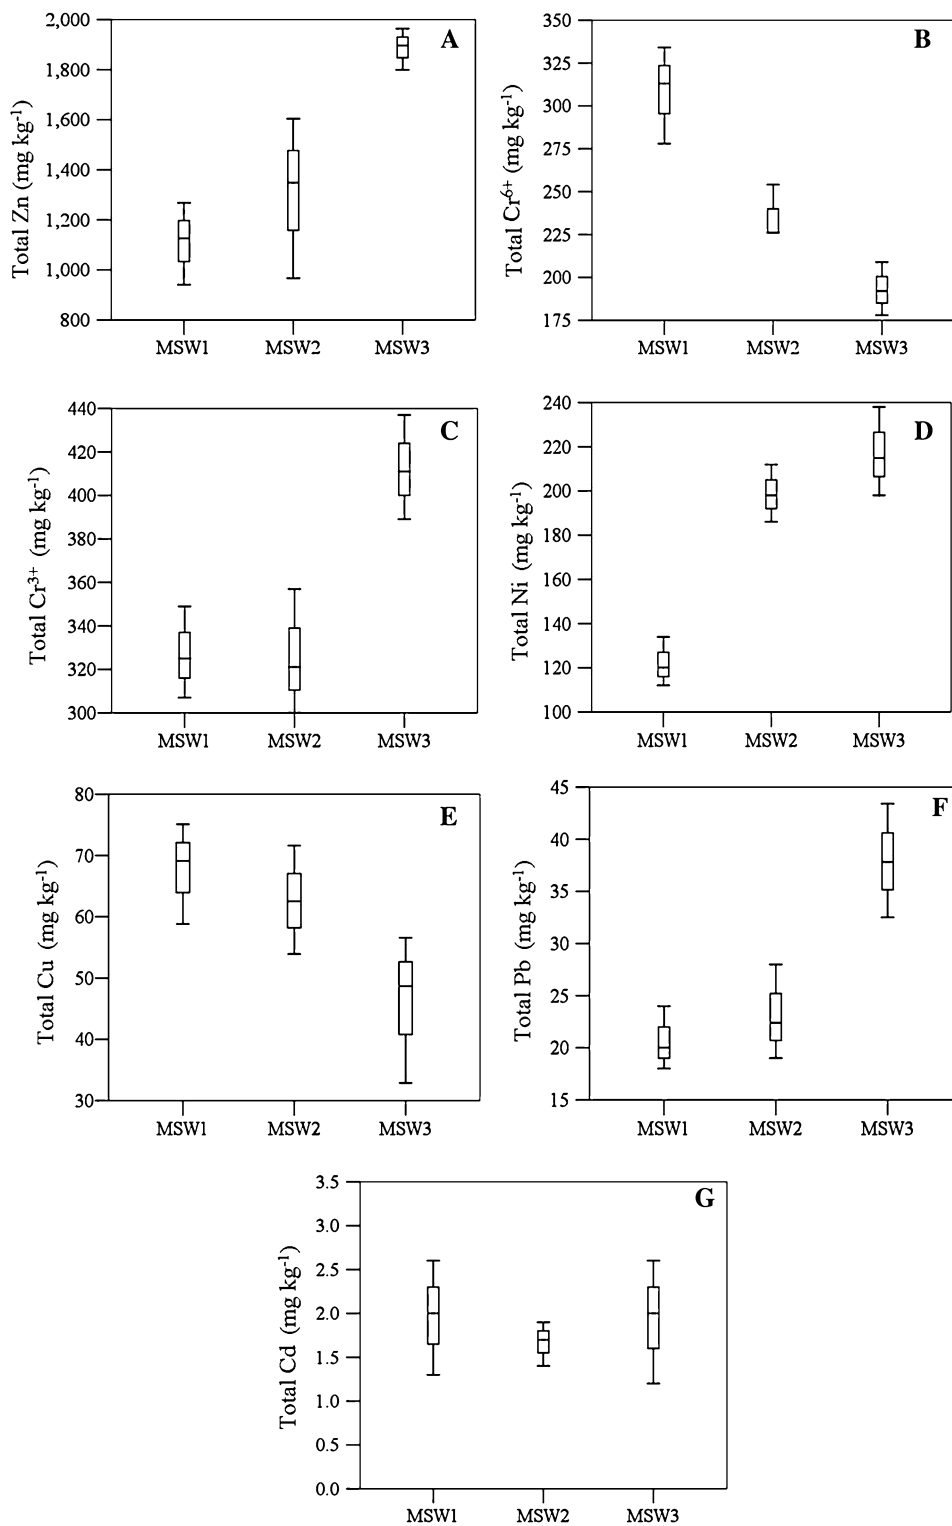 A
Total Zn (mg kg-1)
2,000
1,800
1,600
1,400
1,200
1,000
800
MSW1 MSW2 MSW3
B
Total Cr6+ (mg kg-1)
350
325
300
275
250
225
200
175
MSW1 MSW2 MSW3
C
Total Cr3+ (mg kg-1)
440
420
400
380
360
340
320
300
MSW1 MSW2 MSW3
D
Total Ni (mg kg-1)
240
220
200
180
160
140
120
100
MSW1 MSW2 MSW3
E
Total Cu (mg kg-1)
80
70
60
50
40
30
MSW1 MSW2 MSW3
F
Total Pb (mg kg-1)
45
40
35
30
25
20
15
MSW1 MSW2 MSW3
G
Total Cd (mg kg-1)
3.5
3.0
2.5
2.0
1.5
1.0
0.5
0.0
MSW1 MSW2 MSW3